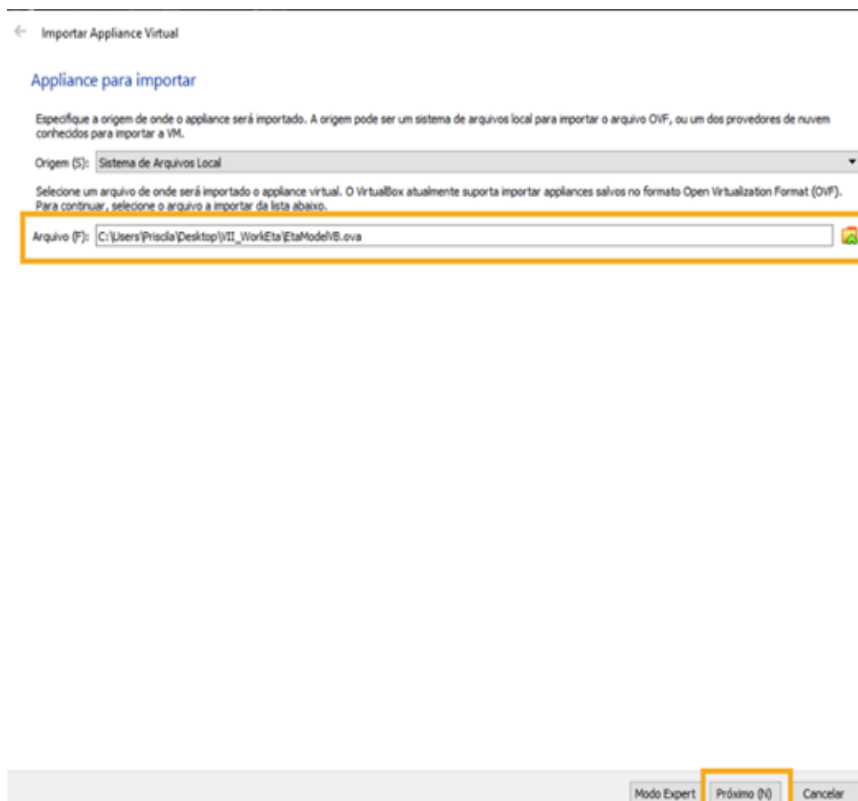 Importar Appliance Virtual
Appliance para importar
Especifique a origem de onde o appliance será importado. A origem pode ser um sistema de arquivos local para importar o arquivo OVF, ou um dos provedores de nuvem
conhecidos para importar a VM.
Origem (S): Sistema de Arquivos Local
Selecione um arquivo de onde será importado o appliance virtual. O VirtualBox atualmente suporta importar appliances salvos no formato Open Virtualization Format (OVF).
Para continuar, selecione o arquivo a importar da lista abaixo.
Arquivo (F): C:\Users\Priscila\Desktop\VII_WorkEta\EtaModelVB.ova
Modo Expert Próximo (N) Cancelar